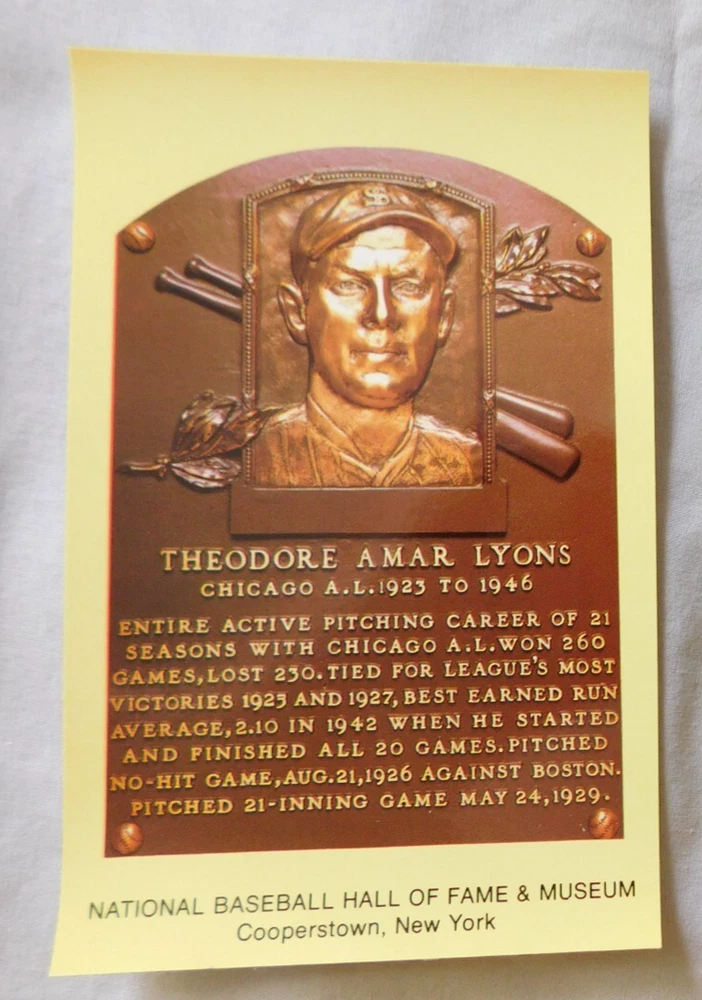 THEODORE AMAR LYONS
CHICAGO A.L. 1923 TO 1946
ENTIRE ACTIVE PITCHING CAREER OF 21
SEASONS WITH CHICAGO A.L. WON 260
GAMES, LOST 230. TIED FOR LEAGUE'S MOST
VICTORIES 1925 AND 1927, BEST EARNED RUN
AVERAGE, 2.10 IN 1942 WHEN HE STARTED
AND FINISHED ALL 20 GAMES. PITCHED
NO-HIT GAME, AUG. 21, 1926 AGAINST BOSTON.
PITCHED 21-INNING GAME MAY 24, 1929.
NATIONAL BASEBALL HALL OF FAME & MUSEUM
Cooperstown, New York